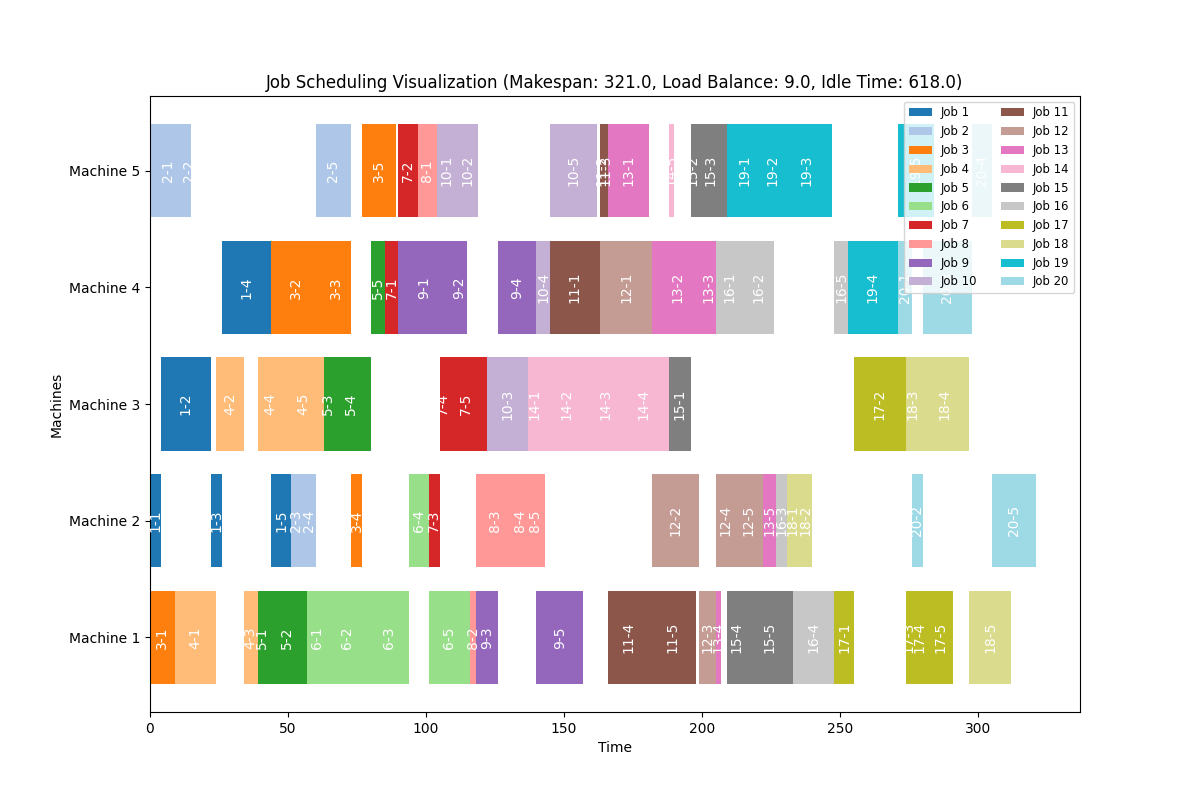 Job Scheduling Visualization (Makespan: 321.0, Load Balance: 9.0, Idle Time: 618.0)
Job 1 Job 11
Job 2 Job 12
Job 3 Job 13
Job 4 Job 14
Job 5 Job 15
Job 6 Job 16
Job 7 Job 17
Job 8 Job 18
Job 9 Job 19
Job 10 Job 20
Machines
Machine 5
2-1 2-2 2-5 3-5 7-2 8-1 10-1 10-2 10-5 13-1 15-2 15-3 19-1 19-2 19-3 19-5 20-4
Machine 4
1-4 3-2 3-3 5-5 7-1 9-1 9-2 9-4 10-4 11-1 12-1 13-2 13-3 16-1 16-2 16-5 19-4 20-1
Machine 3
1-2 4-2 4-4 4-5 5-3 5-4 7-4 7-5 10-3 14-1 14-2 14-3 14-4 15-1 17-2 18-3 18-4
Machine 2
1-1 1-3 1-5 2-3 2-4 3-4 6-4 7-3 8-3 8-4 8-5 12-2 12-4 12-5 13-5 16-3 18-1 18-2 20-2 20-5
Machine 1
3-1 4-1 4-3 5-1 5-2 6-1 6-2 6-3 6-5 8-2 9-3 9-5 11-4 11-5 12-3 13-4 15-4 15-5 16-4 17-1 17-3 17-4 17-5 18-5
0 50 100 150 200 250 300
Time